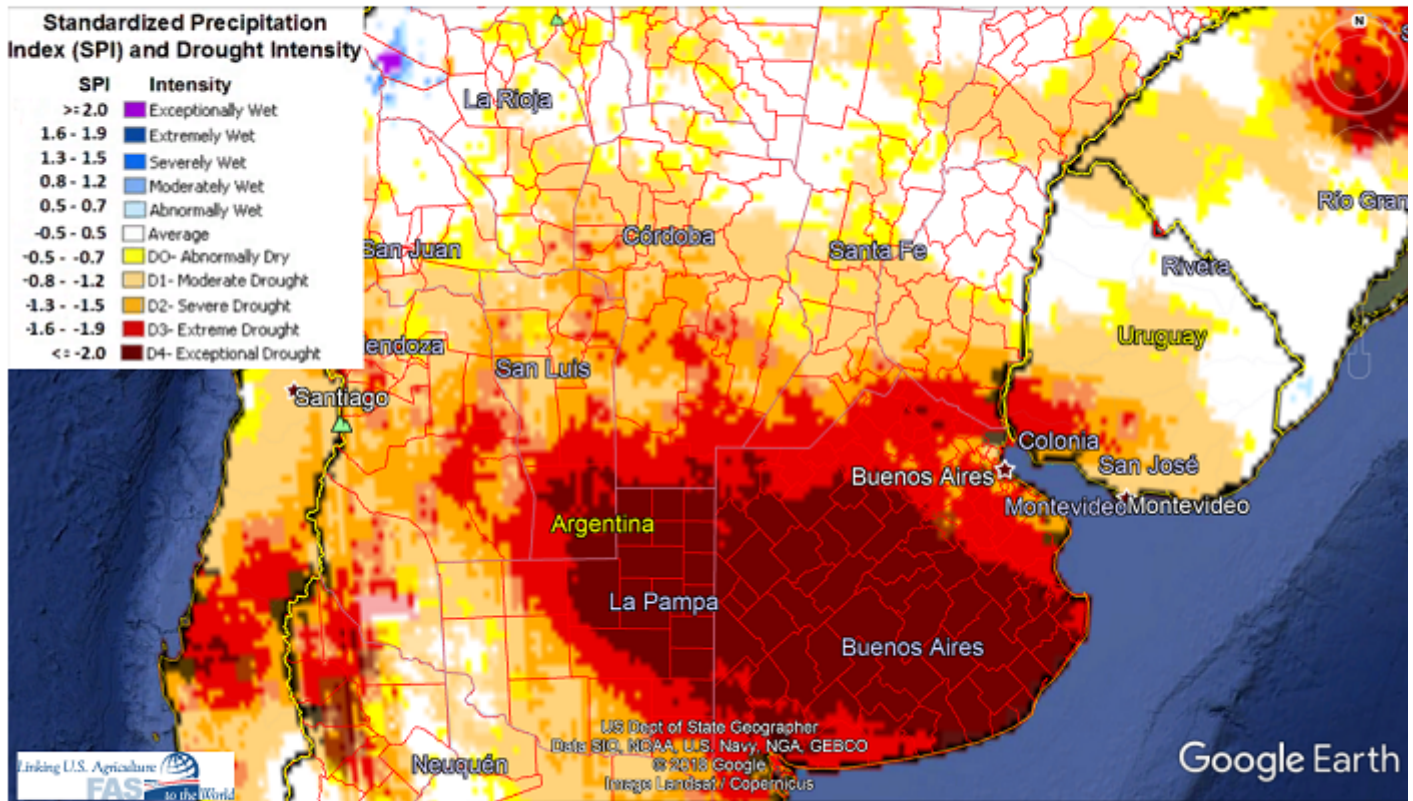 Standardized Precipitation
Index (SPI) and Drought Intensity
SPI Intensity
>=2.0 Exceptionally Wet
1.6 - 1.9 Extremely Wet
1.3 - 1.5 Severely Wet
0.8 - 1.2 Moderately Wet
0.5 - 0.7 Abnormally Wet
-0.5 - 0.5 Average
-0.5 - -0.7 D0- Abnormally Dry
-0.8 - -1.2 D1- Moderate Drought
-1.3 - -1.5 D2- Severe Drought
-1.6 - -1.9 D3- Extreme Drought
<= -2.0 D4- Exceptional Drought
N
La Rioja
Río Gran
San Juan
Córdoba
Santa Fe
Rivera
Uruguay
endoza
San Luis
Santiago
Colonia
San José
Buenos Aires
Montevideo
Montevideo
Argentina
La Pampa
Buenos Aires
Neuquén
US Dept of State Geographer
Data SIO, NOAA, U.S. Navy, NGA, GEBCO
© 2018 Google
Image Landsat / Copernicus
Google Earth
Linking U.S. Agriculture
FAS
to the World